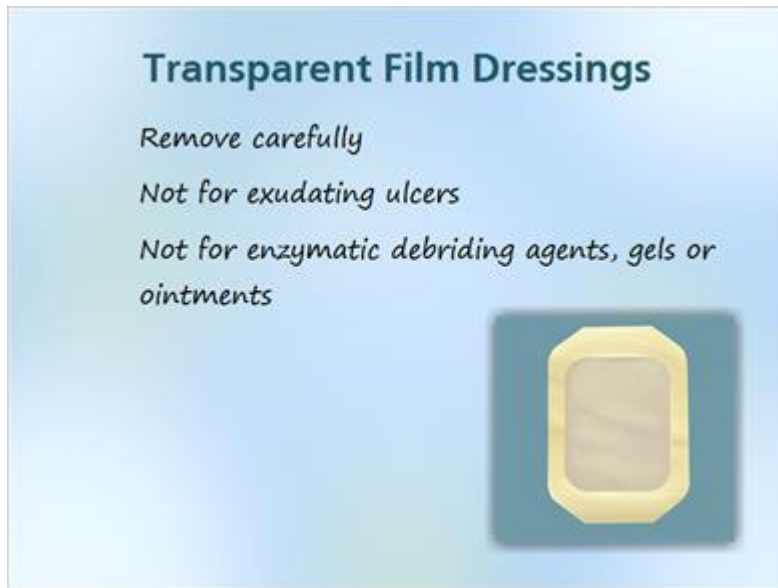 Transparent Film Dressings
Remove carefully
Not for exudating ulcers
Not for enzymatic debriding agents, gels or
ointments